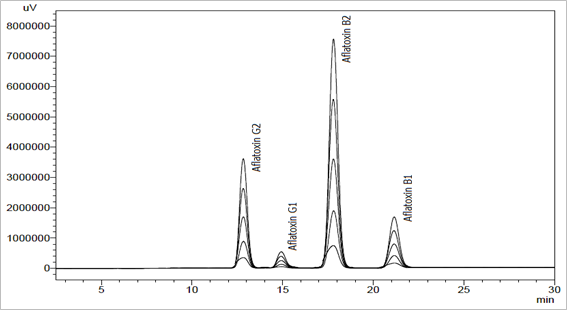 uV
8000000
7000000
6000000
5000000
4000000
3000000
2000000
1000000
0
Aflatoxin G2
Aflatoxin G1
Aflatoxin B2
Aflatoxin B1
5
10
15
20
25
30
min